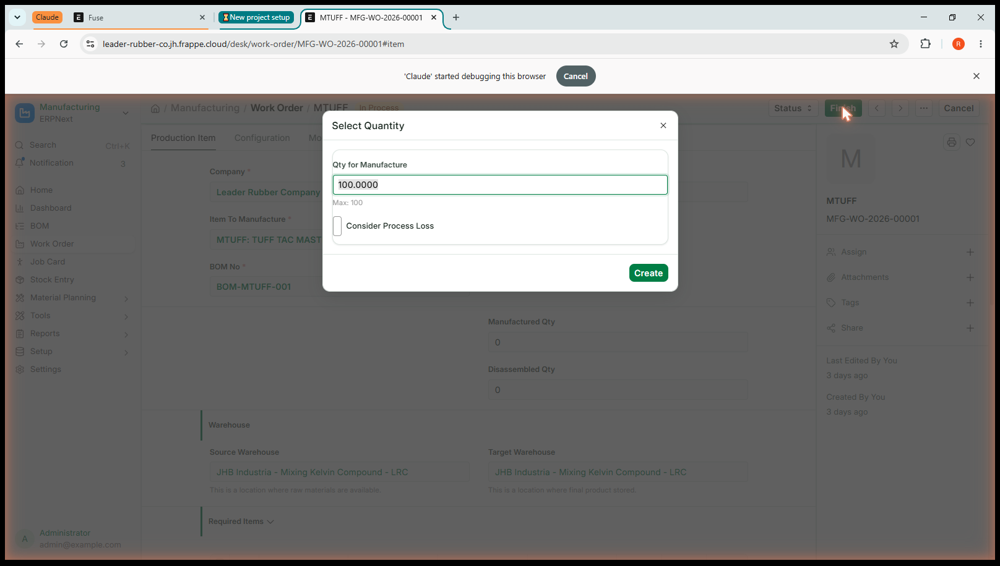 Claude
Fuse
New project setup
MTUFF - MFG-WO-2026-00001
leader-rubber-co.jh.frappe.cloud/desk/work-order/MFG-WO-2026-00001#item
R
'Claude' started debugging this browser
Cancel
Manufacturing
ERPNext
/ Manufacturing / Work Order / MTUFF In Process
Status
Finish
Cancel
Search Ctrl+K
Notification 3
Home
Dashboard
BOM
Work Order
Job Card
Stock Entry
Material Planning
Tools
Reports
Setup
Settings
Administrator
admin@example.com
A
Production Item Configuration Mo
Company *
Leader Rubber Company
Item To Manufacture *
MTUFF: TUFF TAC MAST
BOM No *
BOM-MTUFF-001
Select Quantity
Qty for Manufacture
100.0000
Max: 100
Consider Process Loss
Create
Manufactured Qty
0
Disassembled Qty
0
Warehouse
Source Warehouse
JHB Industria - Mixing Kelvin Compound - LRC
This is a location where raw materials are available.
Target Warehouse
JHB Industria - Mixing Kelvin Compound - LRC
This is a location where final product stored.
Required Items
M
MTUFF
MFG-WO-2026-00001
Assign
Attachments
Tags
Share
Last Edited By You
3 days ago
Created By You
3 days ago